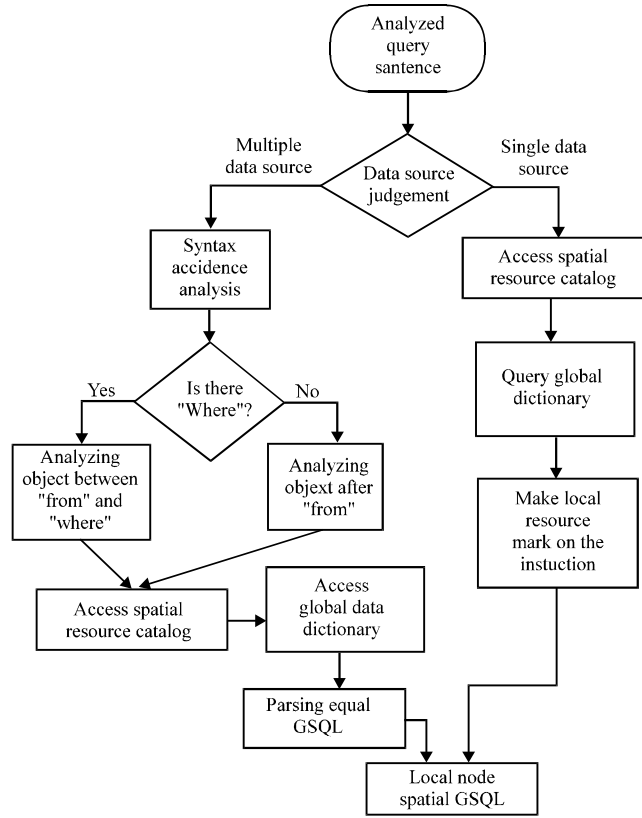 Analyzed
query
santence
Multiple
data source
Single data
source
Data source
judgement
Syntax
accidence
analysis
Access spatial
resource catalog
Is there
"Where"?
Yes
No
Query global
dictionary
Analyzing
object between
"from" and
"where"
Analyzing
objext after
"from"
Make local
resource
mark on the
instuction
Access spatial
resource catalog
Access
global data
dictionary
Parsing equal
GSQL
Local node
spatial GSQL